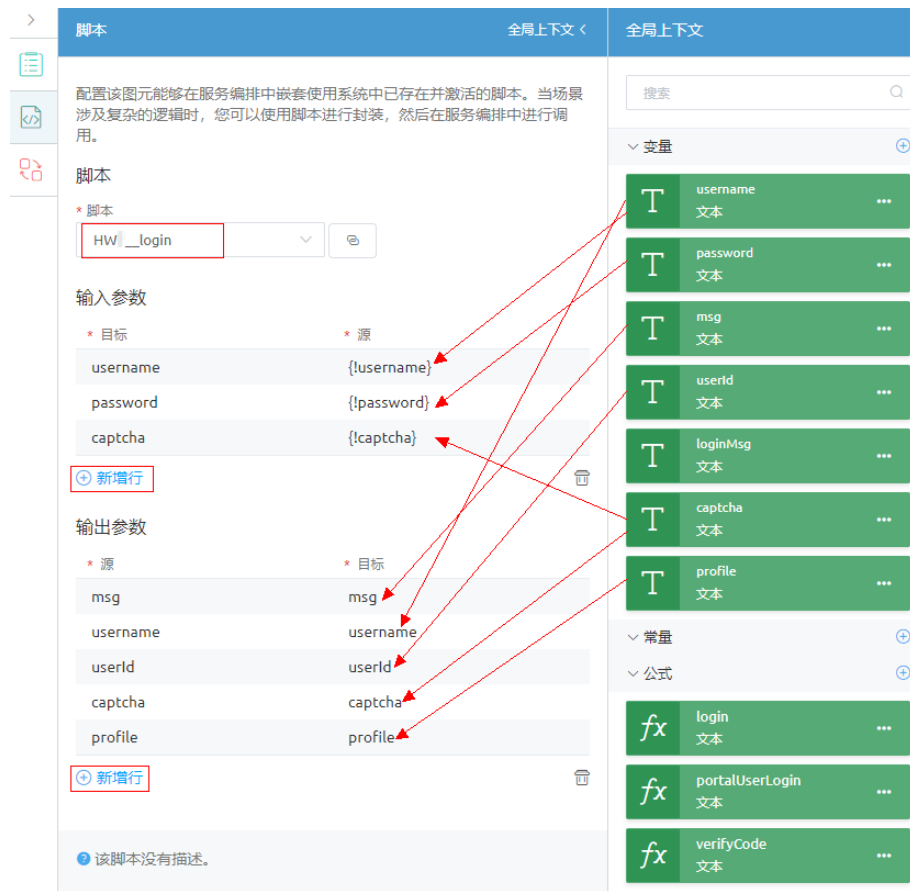 脚本
全局上下文
配置该图元能够在服务编排中嵌套使用系统中已存在并激活的脚本。当场景
涉及复杂的逻辑时，您可以使用脚本进行封装，然后在服务编排中进行调
用。
脚本
* 脚本
HW __login
输入参数
* 目标 * 源
username {!username}
password {!password}
captcha {!captcha}
新增行
输出参数
* 源 * 目标
msg msg
username username
userId userId
captcha captcha
profile profile
新增行
该脚本没有描述。
全局上下文
搜索
变量
username
文本
password
文本
msg
文本
userId
文本
loginMsg
文本
captcha
文本
profile
文本
常量
公式
login
文本
portalUserLogin
文本
verifyCode
文本